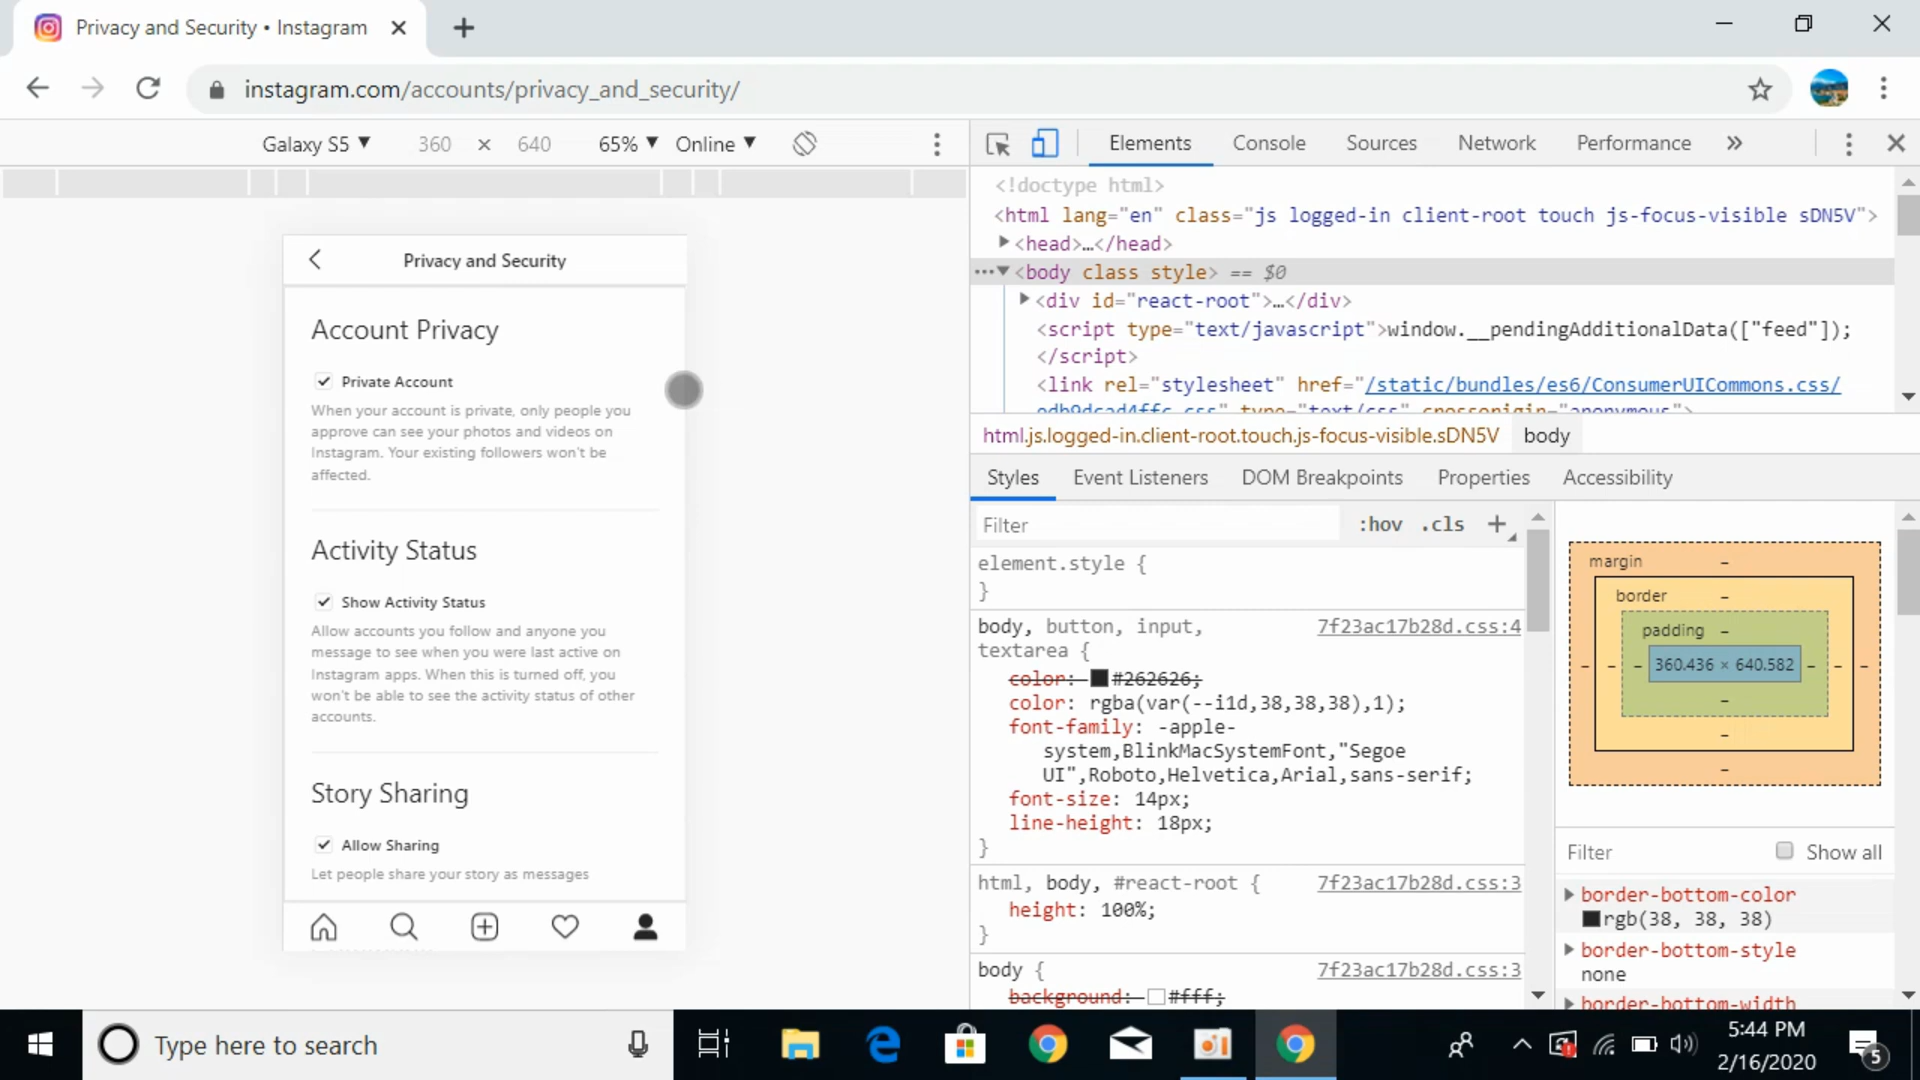 Privacy and Security • Instagram
instagram.com/accounts/privacy_and_security/
Galaxy S5 ▼ 360 × 640 65% ▼ Online ▼
Elements Console Sources Network Performance »
<!doctype html>
<html lang="en" class="js logged-in client-root touch js-focus-visible sDN5V">
<head>…</head>
<body class style> == $0
<div id="react-root">…</div>
<script type="text/javascript">window.__pendingAdditionalData(["feed"]);
</script>
<link rel="stylesheet" href="/static/bundles/es6/ConsumerUICommons.css/
html.js.logged-in.client-root.touch.js-focus-visible.sDN5V body
Styles Event Listeners DOM Breakpoints Properties Accessibility
Filter :hov .cls +
element.style {
}
body, button, input, 7f23ac17b28d.css:4
textarea {
color: #262626;
color: rgba(var(--i1d,38,38,38),1);
font-family: -apple-
system,BlinkMacSystemFont,"Segoe
UI",Roboto,Helvetica,Arial,sans-serif;
font-size: 14px;
line-height: 18px;
}
html, body, #react-root { 7f23ac17b28d.css:3
height: 100%;
}
body { 7f23ac17b28d.css:3
background: #fff;
margin –
border –
padding –
– – – 360.436 × 640.582 – – –
–
–
–
Filter Show all
border-bottom-color
rgb(38, 38, 38)
border-bottom-style
none
border-bottom-width
Privacy and Security
Account Privacy
Private Account
When your account is private, only people you
approve can see your photos and videos on
Instagram. Your existing followers won't be
affected.
Activity Status
Show Activity Status
Allow accounts you follow and anyone you
message to see when you were last active on
Instagram apps. When this is turned off, you
won't be able to see the activity status of other
accounts.
Story Sharing
Allow Sharing
Let people share your story as messages
Type here to search
5:44 PM
2/16/2020
5